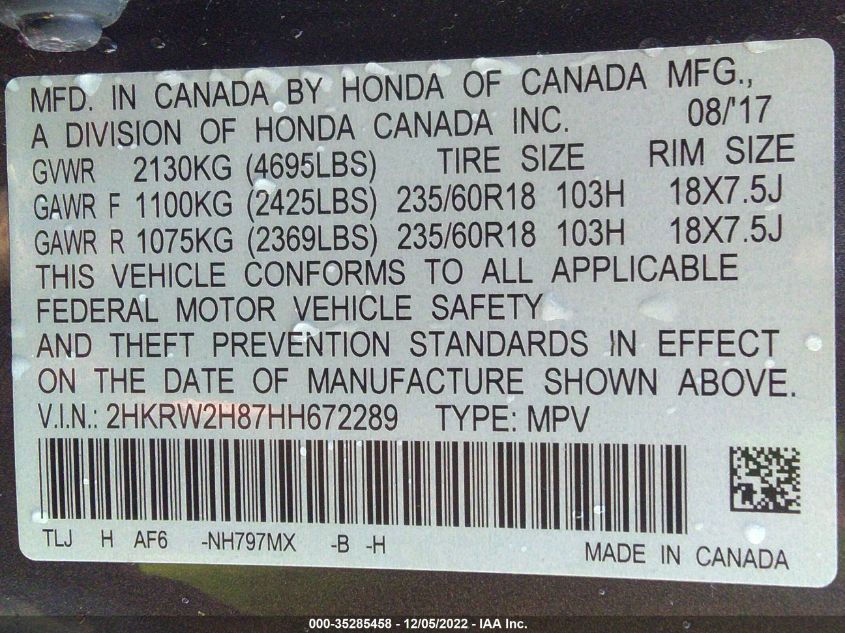 MFD. IN CANADA BY HONDA OF CANADA MFG.,
A DIVISION OF HONDA CANADA INC. 08/'17
GVWR 2130KG (4695LBS) TIRE SIZE RIM SIZE
GAWR F 1100KG (2425LBS) 235/60R18 103H 18X7.5J
GAWR R 1075KG (2369LBS) 235/60R18 103H 18X7.5J
THIS VEHICLE CONFORMS TO ALL APPLICABLE
FEDERAL MOTOR VEHICLE SAFETY
AND THEFT PREVENTION STANDARDS IN EFFECT
ON THE DATE OF MANUFACTURE SHOWN ABOVE.
V.I.N.: 2HKRW2H87HH672289 TYPE: MPV
TLJ H AF6 -NH797MX -B -H
MADE IN CANADA
000-35285458 - 12/05/2022 - IAA Inc.